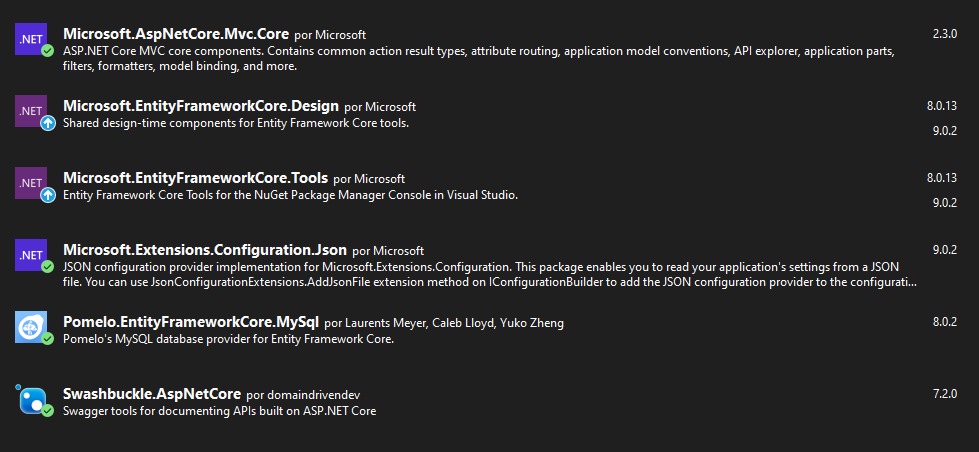 .NET
Microsoft.AspNetCore.Mvc.Core por Microsoft 2.3.0
ASP.NET Core MVC core components. Contains common action result types, attribute routing, application model conventions, API explorer, application parts,
filters, formatters, model binding, and more.
.NET
Microsoft.EntityFrameworkCore.Design por Microsoft 8.0.13
Shared design-time components for Entity Framework Core tools.
9.0.2
.NET
Microsoft.EntityFrameworkCore.Tools por Microsoft 8.0.13
Entity Framework Core Tools for the NuGet Package Manager Console in Visual Studio.
9.0.2
.NET
Microsoft.Extensions.Configuration.Json por Microsoft 9.0.2
JSON configuration provider implementation for Microsoft.Extensions.Configuration. This package enables you to read your application's settings from a JSON
file. You can use JsonConfigurationExtensions.AddJsonFile extension method on IConfigurationBuilder to add the JSON configuration provider to the configurati...
Pomelo.EntityFrameworkCore.MySql por Laurents Meyer, Caleb Lloyd, Yuko Zheng 8.0.2
Pomelo's MySQL database provider for Entity Framework Core.
Swashbuckle.AspNetCore por domaindrivendev 7.2.0
Swagger tools for documenting APIs built on ASP.NET Core